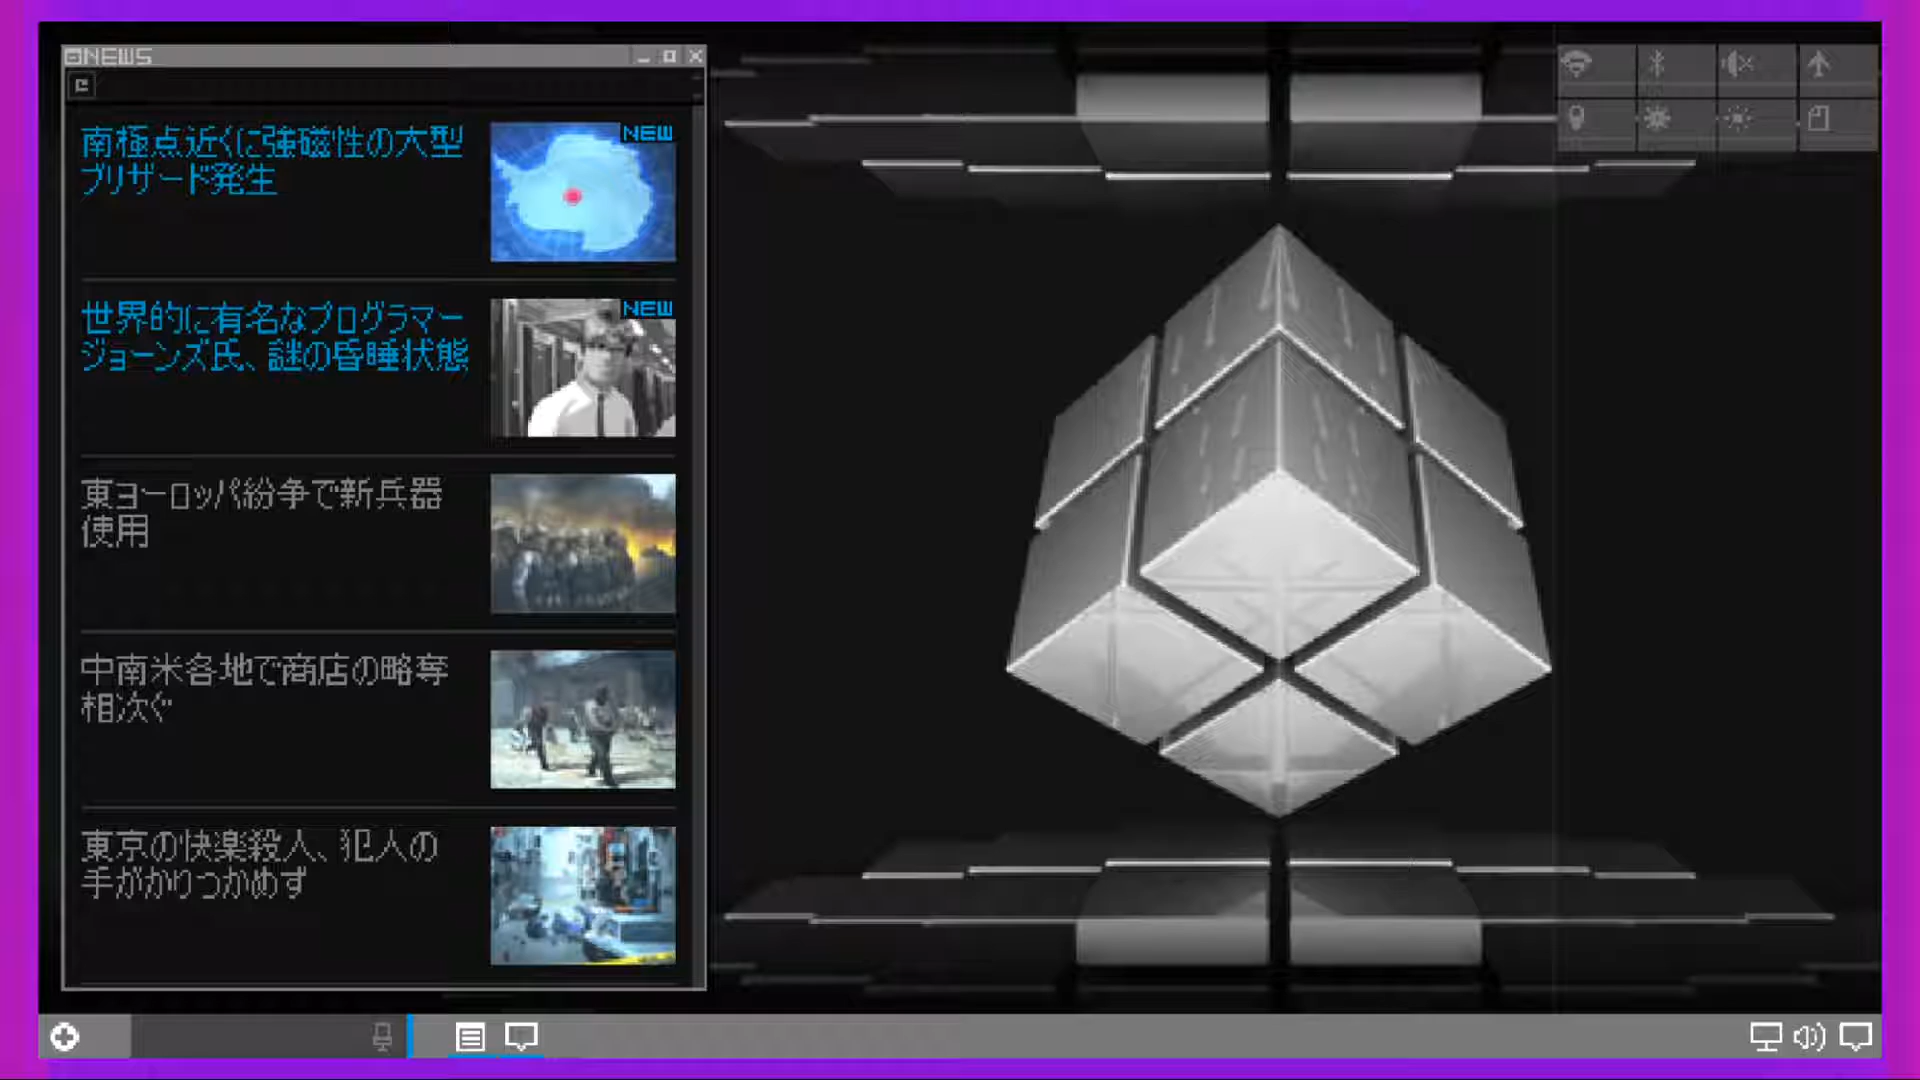 NEWS
南極点近くに強磁性の大型
ブリザード発生
NEW
世界的に有名なプログラマー
ジョーンズ氏、謎の昏睡状態
NEW
東ヨーロッパ紛争で新兵器
使用
中南米各地で商店の略奪
相次ぐ
東京の快楽殺人、犯人の
手がかりつかめず